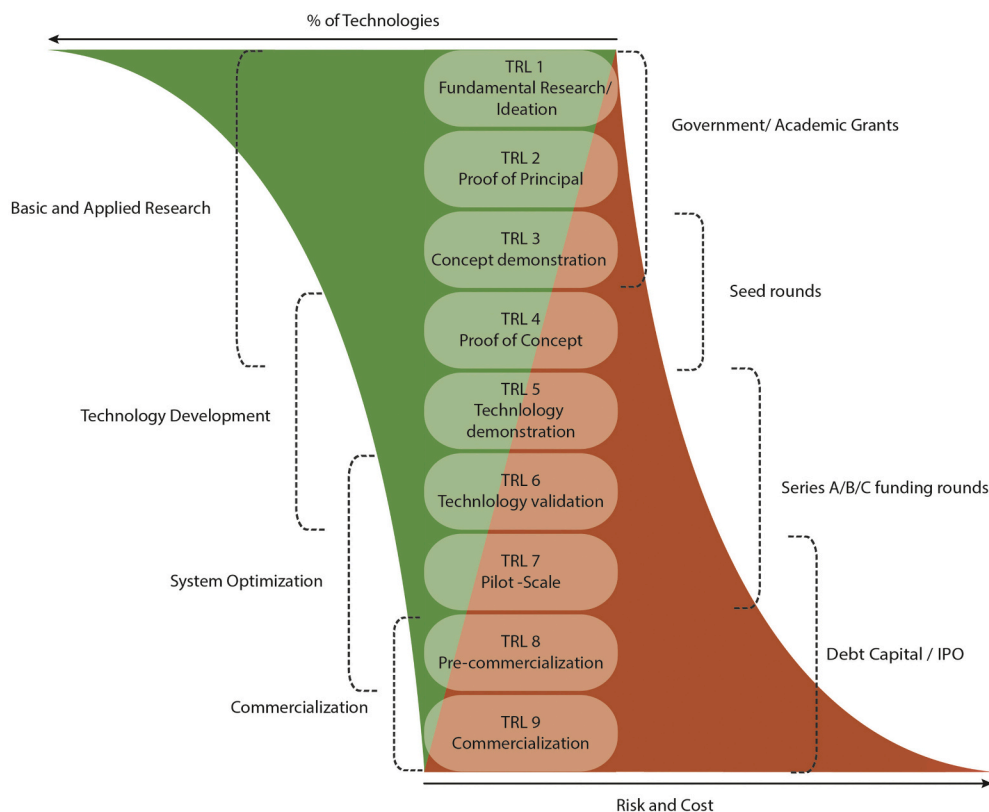 % of Technologies
TRL 1
Fundamental Research/
Ideation
Government/ Academic Grants
TRL 2
Proof of Principal
Basic and Applied Research
TRL 3
Concept demonstration
Seed rounds
TRL 4
Proof of Concept
Technology Development
TRL 5
Technlology
demonstration
TRL 6
Technlology validation
Series A/B/C funding rounds
System Optimization
TRL 7
Pilot -Scale
TRL 8
Pre-commercialization
Debt Capital / IPO
Commercialization
TRL 9
Commercialization
Risk and Cost